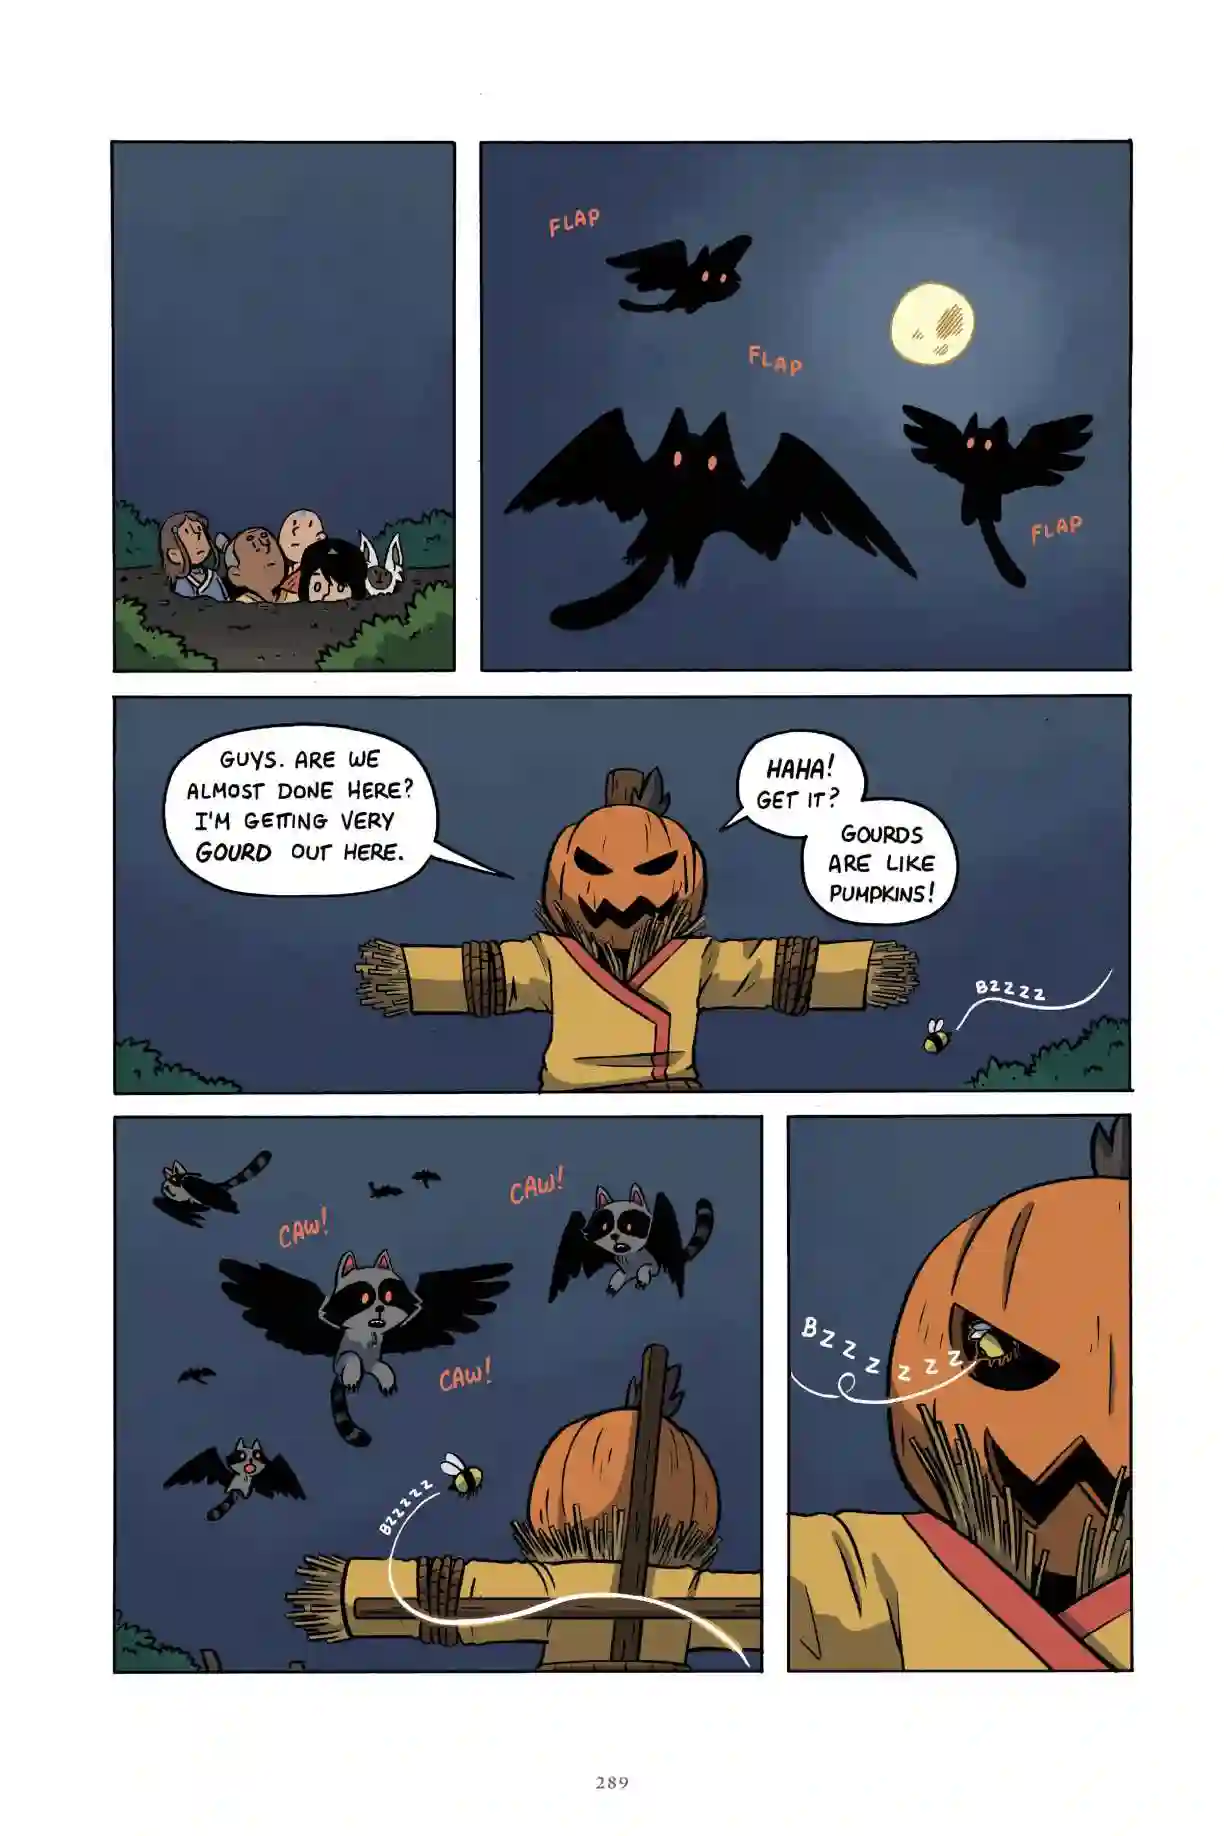 FLAP
FLAP
FLAP
GUYS. ARE WE
ALMOST DONE HERE?
I'M GETTING VERY
GOURD OUT HERE.
HAHA!
GET IT?
GOURDS
ARE LIKE
PUMPKINS!
BZZZZ
CAW!
CAW!
CAW!
BZZZZZ
BZZZZZZ
289